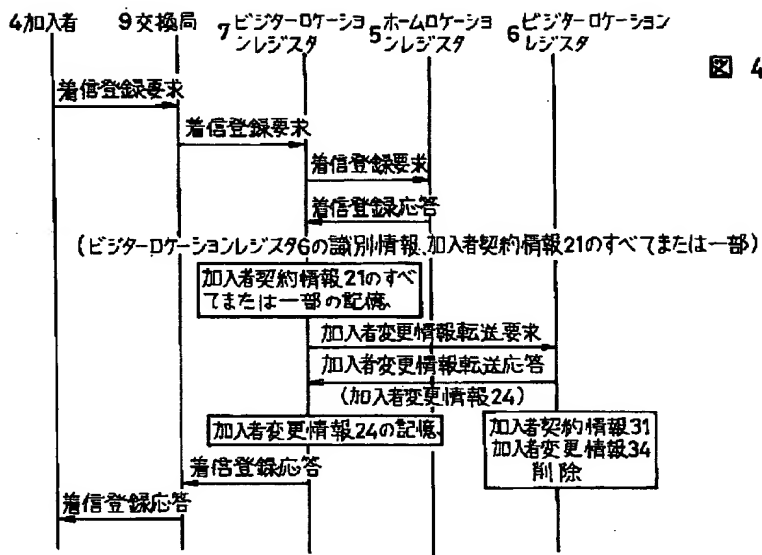 4加入者
9交換局
7ビジターロケーショ
ンレジスタ
5ホームロケーショ
ンレジスタ
6ビジターロケーション
レジスタ
図 4
着信登録要求
着信登録要求
着信登録要求
着信登録応答
(ビジターロケーションレジスタ6の識別情報、加入者契約情報21のすべてまたは一部)
加入者契約情報21のすべ
てまたは一部の記憶、
加入者変更情報転送要求
加入者変更情報転送応答
(加入者変更情報24)
加入者変更情報24の記憶、
加入者契約情報31
加入者変更情報34
削除
着信登録応答
着信登録応答